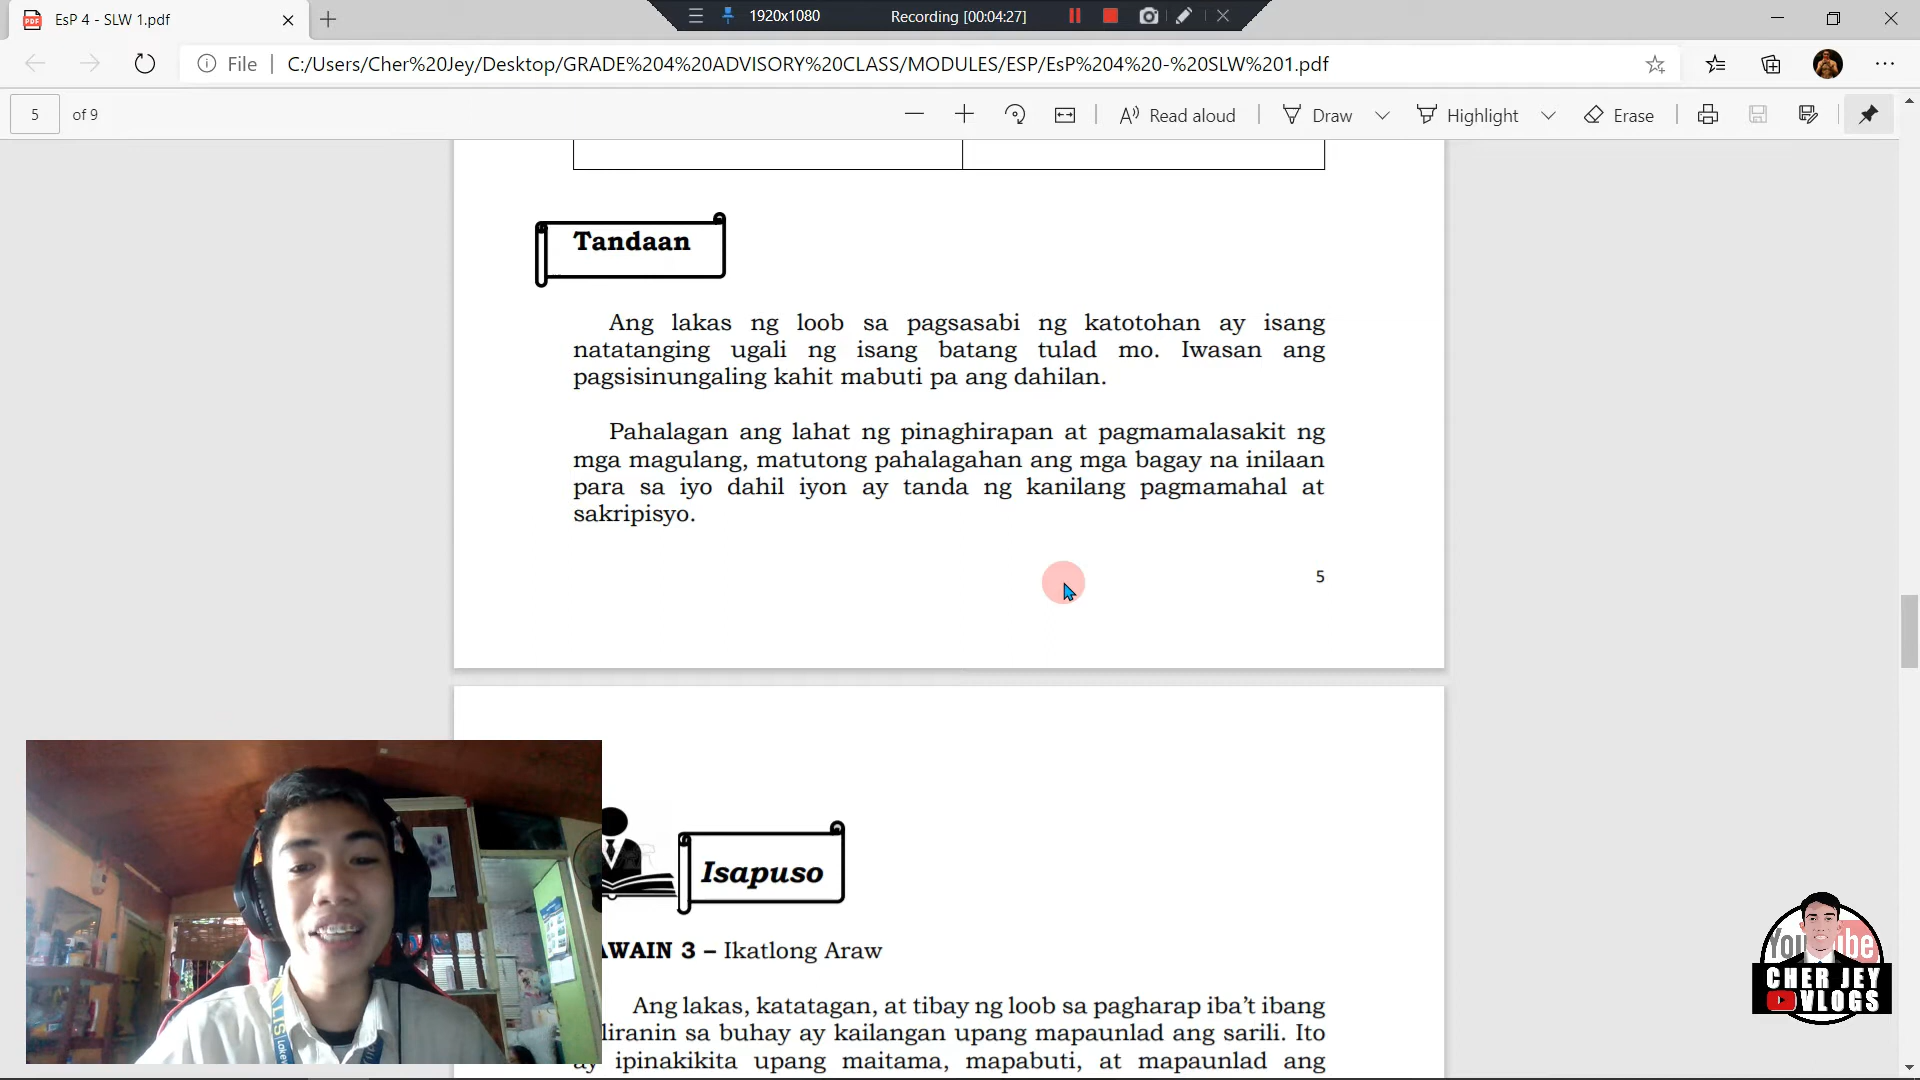 EsP 4 - SLW 1.pdf
1920x1080
Recording [00:04:27]
File
C:/Users/Cher%20Jey/Desktop/GRADE%204%20ADVISORY%20CLASS/MODULES/ESP/EsP%204%20-%20SLW%201.pdf
5 of 9
Read aloud
Draw
Highlight
Erase
Tandaan
Ang lakas ng loob sa pagsasabi ng katotohan ay isang
natatanging ugali ng isang batang tulad mo. Iwasan ang
pagsisinungaling kahit mabuti pa ang dahilan.
Pahalagan ang lahat ng pinaghirapan at pagmamalasakit ng
mga magulang, matutong pahalagahan ang mga bagay na inilaan
para sa iyo dahil iyon ay tanda ng kanilang pagmamahal at
sakripisyo.
5
Isapuso
AWAIN 3 – Ikatlong Araw
Ang lakas, katatagan, at tibay ng loob sa pagharap iba't ibang
liranin sa buhay ay kailangan upang mapaunlad ang sarili. Ito
ay ipinakikita upang maitama, mapabuti, at mapaunlad ang
CHER JEY
VLOGS